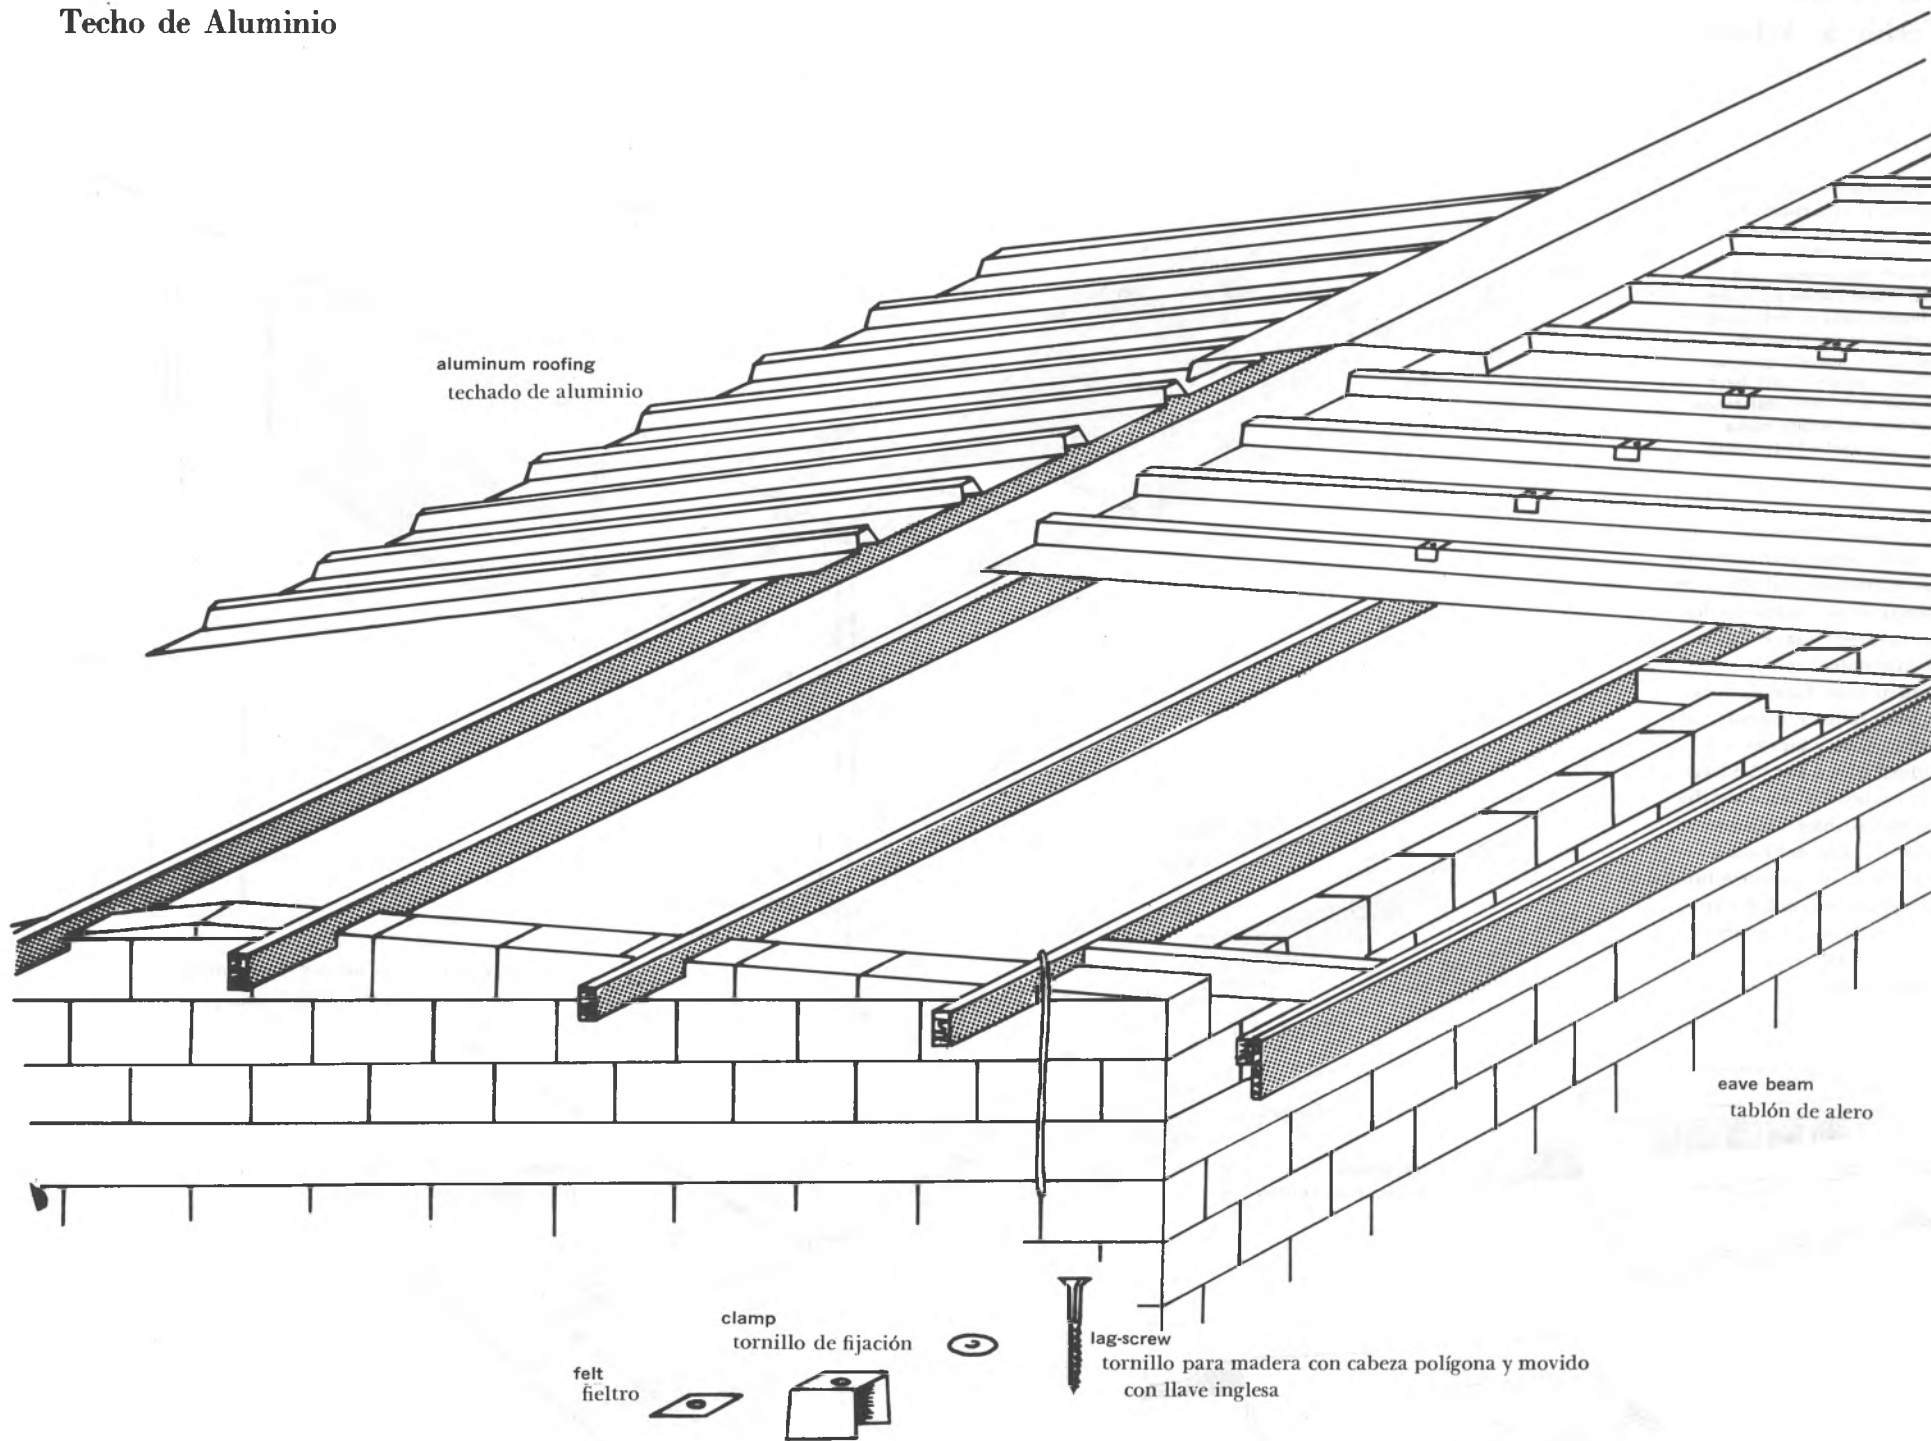 Techo de Aluminio
aluminum roofing
techado de aluminio
eave beam
tablón de alero
clamp
tornillo de fijación
lag-screw
tornillo para madera con cabeza polígona y movido
con llave inglesa
felt
fieltro